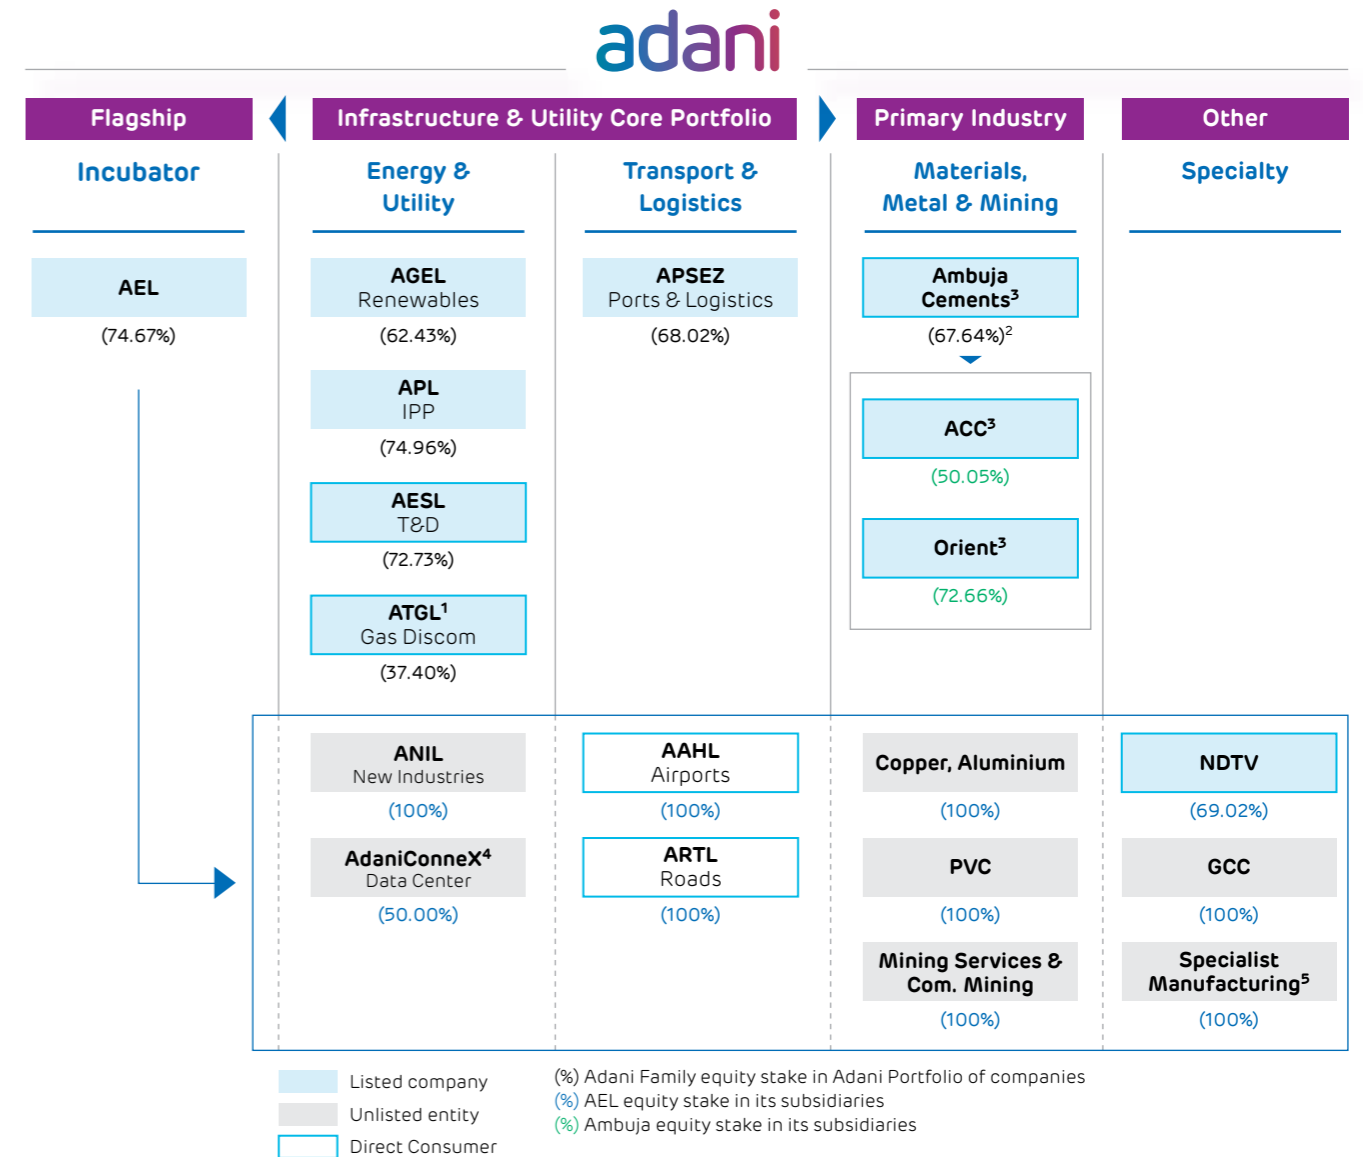 adani
Flagship
Infrastructure & Utility Core Portfolio
Primary Industry
Other
Incubator
Energy &
Utility
Transport &
Logistics
Materials,
Metal & Mining
Specialty
AEL
(74.67%)
AGEL
Renewables
(62.43%)
APL
IPP
(74.96%)
AESL
T&D
(72.73%)
ATGL¹
Gas Discom
(37.40%)
APSEZ
Ports & Logistics
(68.02%)
Ambuja
Cements³
(67.64%)²
ACC³
(50.05%)
Orient³
(72.66%)
ANIL
New Industries
(100%)
AdaniConneX⁴
Data Center
(50.00%)
AAHL
Airports
(100%)
ARTL
Roads
(100%)
Copper, Aluminium
(100%)
PVC
(100%)
Mining Services &
Com. Mining
(100%)
NDTV
(69.02%)
GCC
(100%)
Specialist
Manufacturing⁵
(100%)
Listed company
Unlisted entity
Direct Consumer
(%) Adani Family equity stake in Adani Portfolio of companies
(%) AEL equity stake in its subsidiaries
(%) Ambuja equity stake in its subsidiaries